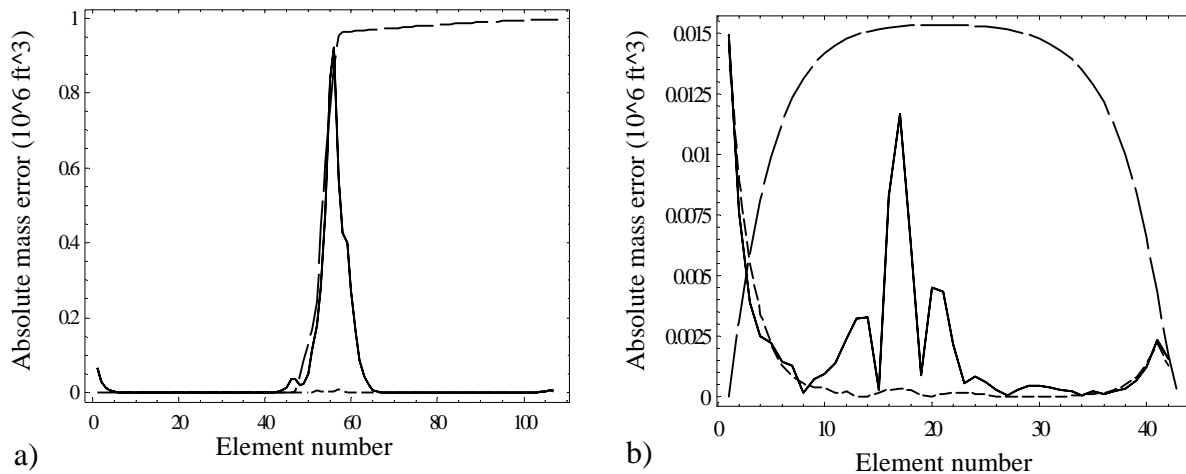 Absolute mass error (10^6 ft^3)
1
0.8
0.6
0.4
0.2
0
0 20 40 60 80 100
Element number
a)
Absolute mass error (10^6 ft^3)
0.015
0.0125
0.01
0.0075
0.005
0.0025
0
0 10 20 30 40
Element number
b)